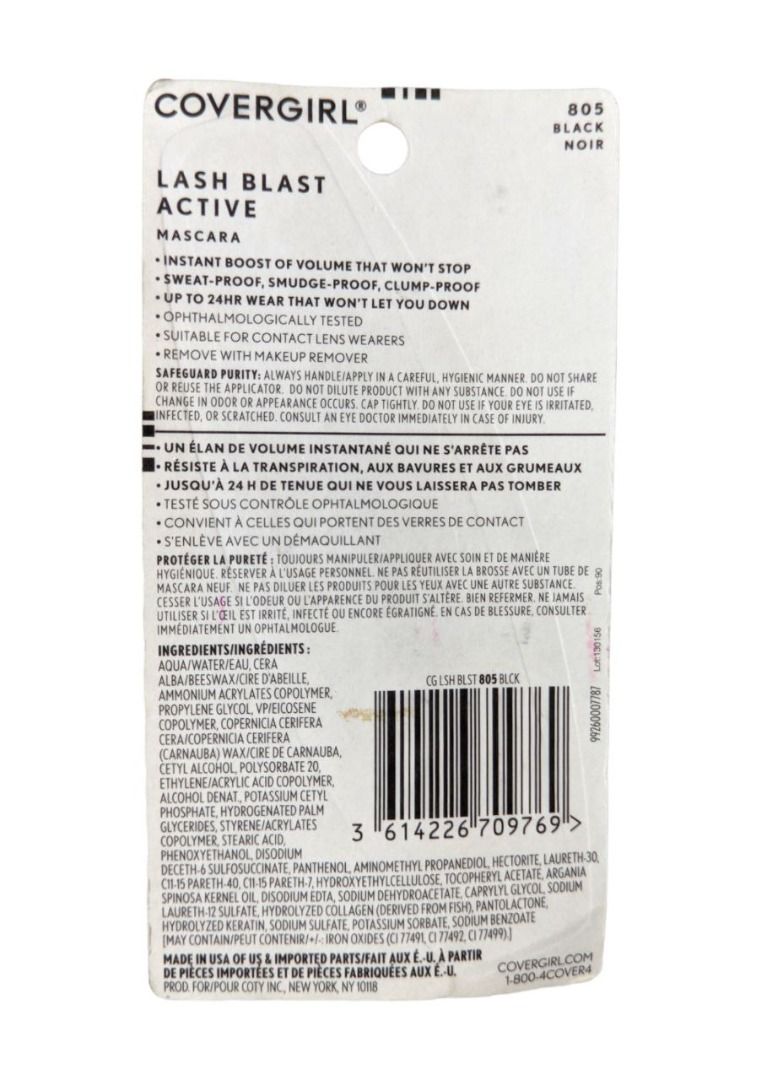 COVERGIRL®
805
BLACK
NOIR
LASH BLAST
ACTIVE
MASCARA
• INSTANT BOOST OF VOLUME THAT WON'T STOP
• SWEAT-PROOF, SMUDGE-PROOF, CLUMP-PROOF
• UP TO 24HR WEAR THAT WON'T LET YOU DOWN
• OPHTHALMOLOGICALLY TESTED
• SUITABLE FOR CONTACT LENS WEARERS
• REMOVE WITH MAKEUP REMOVER
SAFEGUARD PURITY: ALWAYS HANDLE/APPLY IN A CAREFUL, HYGIENIC MANNER. DO NOT SHARE
OR REUSE THE APPLICATOR. DO NOT DILUTE PRODUCT WITH ANY SUBSTANCE. DO NOT USE IF
CHANGE IN ODOR OR APPEARANCE OCCURS. CAP TIGHTLY. DO NOT USE IF YOUR EYE IS IRRITATED,
INFECTED, OR SCRATCHED. CONSULT AN EYE DOCTOR IMMEDIATELY IN CASE OF INJURY.
• UN ÉLAN DE VOLUME INSTANTANÉ QUI NE S'ARRÊTE PAS
• RÉSISTE À LA TRANSPIRATION, AUX BAVURES ET AUX GRUMEAUX
• JUSQU'À 24 H DE TENUE QUI NE VOUS LAISSERA PAS TOMBER
• TESTÉ SOUS CONTRÔLE OPHTALMOLOGIQUE
• CONVIENT À CELLES QUI PORTENT DES VERRES DE CONTACT
• S'ENLÈVE AVEC UN DÉMAQUILLANT
PROTÉGER LA PURETÉ : TOUJOURS MANIPULER/APPLIQUER AVEC SOIN ET DE MANIÈRE
HYGIÉNIQUE. RÉSERVER À L'USAGE PERSONNEL. NE PAS RÉUTILISER LA BROSSE AVEC UN TUBE DE
MASCARA NEUF. NE PAS DILUER LES PRODUITS POUR LES YEUX AVEC UNE AUTRE SUBSTANCE.
CESSER L'USAGE SI L'ODEUR OU L'APPARENCE DU PRODUIT S'ALTÈRE. BIEN REFERMER. NE JAMAIS
UTILISER SI L'ŒIL EST IRRITÉ, INFECTÉ OU ENCORE ÉGRATIGNÉ. EN CAS DE BLESSURE, CONSULTER
IMMÉDIATEMENT UN OPHTALMOLOGUE.
INGREDIENTS/INGRÉDIENTS :
AQUA/WATER/EAU, CERA
ALBA/BEESWAX/CIRE D'ABEILLE,
AMMONIUM ACRYLATES COPOLYMER,
PROPYLENE GLYCOL, VP/EICOSENE
COPOLYMER, COPERNICIA CERIFERA
CERA/COPERNICIA CERIFERA
(CARNAUBA) WAX/CIRE DE CARNAUBA,
CETYL ALCOHOL, POLYSORBATE 20,
ETHYLENE/ACRYLIC ACID COPOLYMER,
ALCOHOL DENAT., POTASSIUM CETYL
PHOSPHATE, HYDROGENATED PALM
GLYCERIDES, STYRENE/ACRYLATES
COPOLYMER, STEARIC ACID,
PHENOXYETHANOL, DISODIUM
DECETH-6 SULFOSUCCINATE, PANTHENOL, AMINOMETHYL PROPANEDIOL, HECTORITE, LAURETH-30,
C11-15 PARETH-40, C11-15 PARETH-7, HYDROXYETHYLCELLULOSE, TOCOPHERYL ACETATE, ARGANIA
SPINOSA KERNEL OIL, DISODIUM EDTA, SODIUM DEHYDROACETATE, CAPRYLYL GLYCOL, SODIUM
LAURETH-12 SULFATE, HYDROLYZED COLLAGEN (DERIVED FROM FISH), PANTOLACTONE,
HYDROLYZED KERATIN, SODIUM SULFATE, POTASSIUM SORBATE, SODIUM BENZOATE
[MAY CONTAIN/PEUT CONTENIR/+/-: IRON OXIDES (CI 77491, CI 77492, CI 77499).]
CG LSH BLST 805 BLCK
3 614226 709769 >
99260007787 Lot:130156 Pos:90
MADE IN USA OF US & IMPORTED PARTS/FAIT AUX É.-U. À PARTIR
DE PIÈCES IMPORTÉES ET DE PIÈCES FABRIQUÉES AUX É.-U.
PROD. FOR/POUR COTY INC., NEW YORK, NY 10118
COVERGIRL.COM
1-800-4COVER4